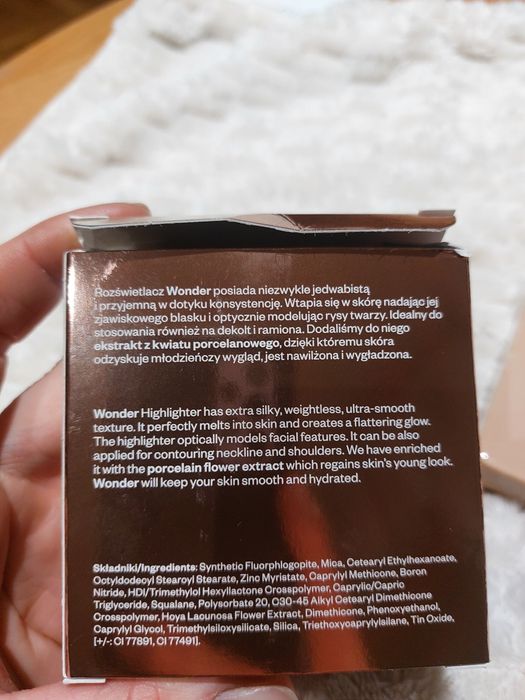 Rozświetlacz Wonder posiada niezwykle jedwabistą
i przyjemną w dotyku konsystencję. Wtapia się w skórę nadając jej
zjawiskowego blasku i optycznie modelując rysy twarzy. Idealny do
stosowania również na dekolt i ramiona. Dodaliśmy do niego
ekstrakt z kwiatu porcelanowego, dzięki któremu skóra
odzyskuje młodzieńczy wygląd, jest nawilżona i wygładzona.
Wonder Highlighter has extra silky, weightless, ultra-smooth
texture. It perfectly melts into skin and creates a flattering glow.
The highlighter optically models facial features. It can be also
applied for contouring neckline and shoulders. We have enriched
it with the porcelain flower extract which regains skin's young look.
Wonder will keep your skin smooth and hydrated.
Składniki/Ingredients: Synthetic Fluorphlogopite, Mica, Cetearyl Ethylhexanoate,
Octyldodecyl Stearoyl Stearate, Zinc Myristate, Caprylyl Methicone, Boron
Nitride, HDI/Trimethylol Hexyllactone Crosspolymer, Caprylic/Capric
Triglyceride, Squalane, Polysorbate 20, C30-45 Alkyl Cetearyl Dimethicone
Crosspolymer, Hoya Lacunosa Flower Extract, Dimethicone, Phenoxyethanol,
Caprylyl Glycol, Trimethylsiloxysilicate, Silica, Triethoxycaprylylsilane, Tin Oxide,
[+/-: CI 77891, CI 77491].